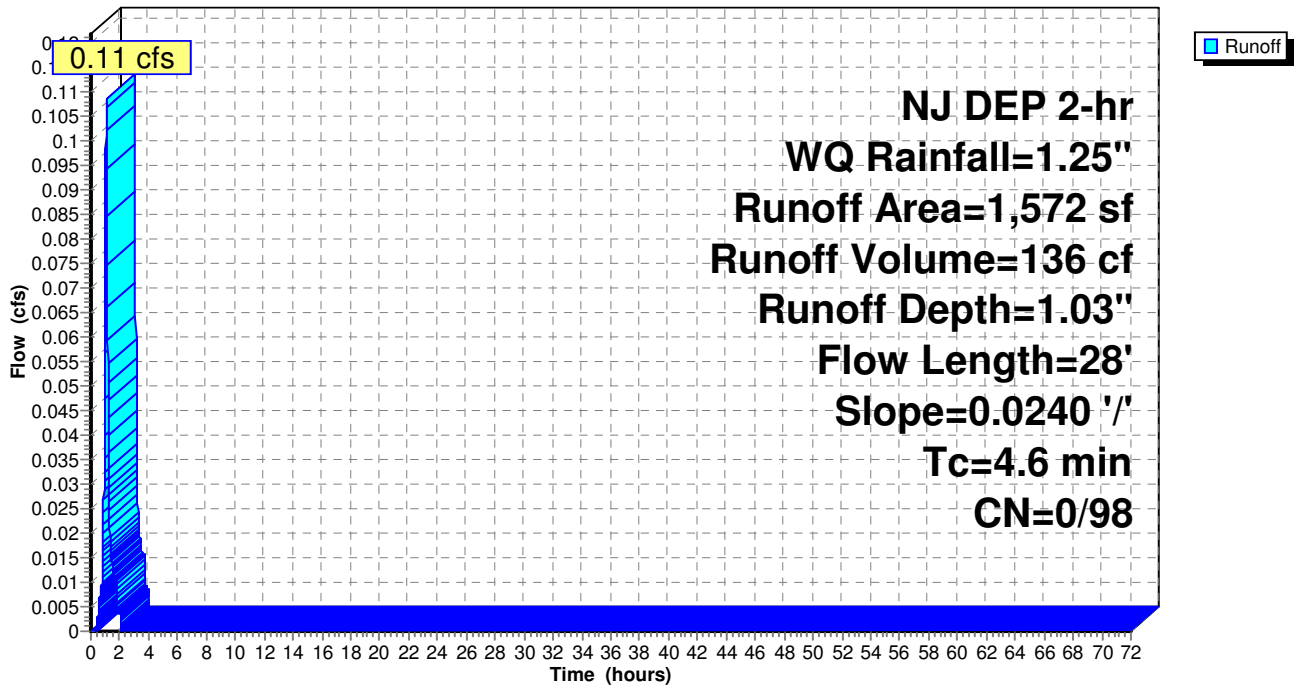 0.11 cfs
Runoff
NJ DEP 2-hr
WQ Rainfall=1.25"
Runoff Area=1,572 sf
Runoff Volume=136 cf
Runoff Depth=1.03"
Flow Length=28'
Slope=0.0240 '/'
Tc=4.6 min
CN=0/98
Flow (cfs)
0.11
0.105
0.1
0.095
0.09
0.085
0.08
0.075
0.07
0.065
0.06
0.055
0.05
0.045
0.04
0.035
0.03
0.025
0.02
0.015
0.01
0.005
0
0 2 4 6 8 10 12 14 16 18 20 22 24 26 28 30 32 34 36 38 40 42 44 46 48 50 52 54 56 58 60 62 64 66 68 70 72
Time (hours)